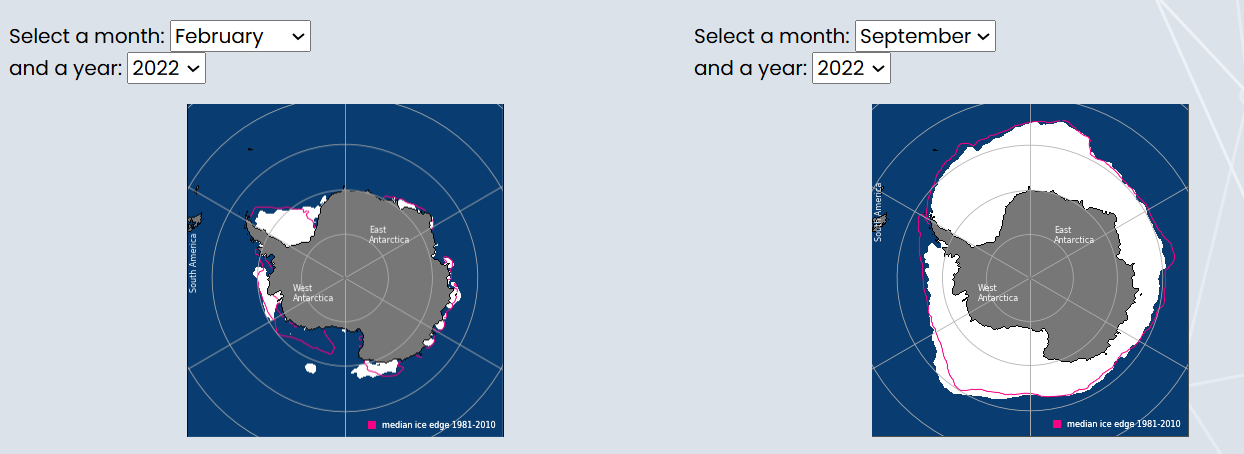 Select a month: February
and a year: 2022
South America
East
Antarctica
West
Antarctica
median ice edge 1981-2010
Select a month: September
and a year: 2022
South America
East
Antarctica
West
Antarctica
median ice edge 1981-2010